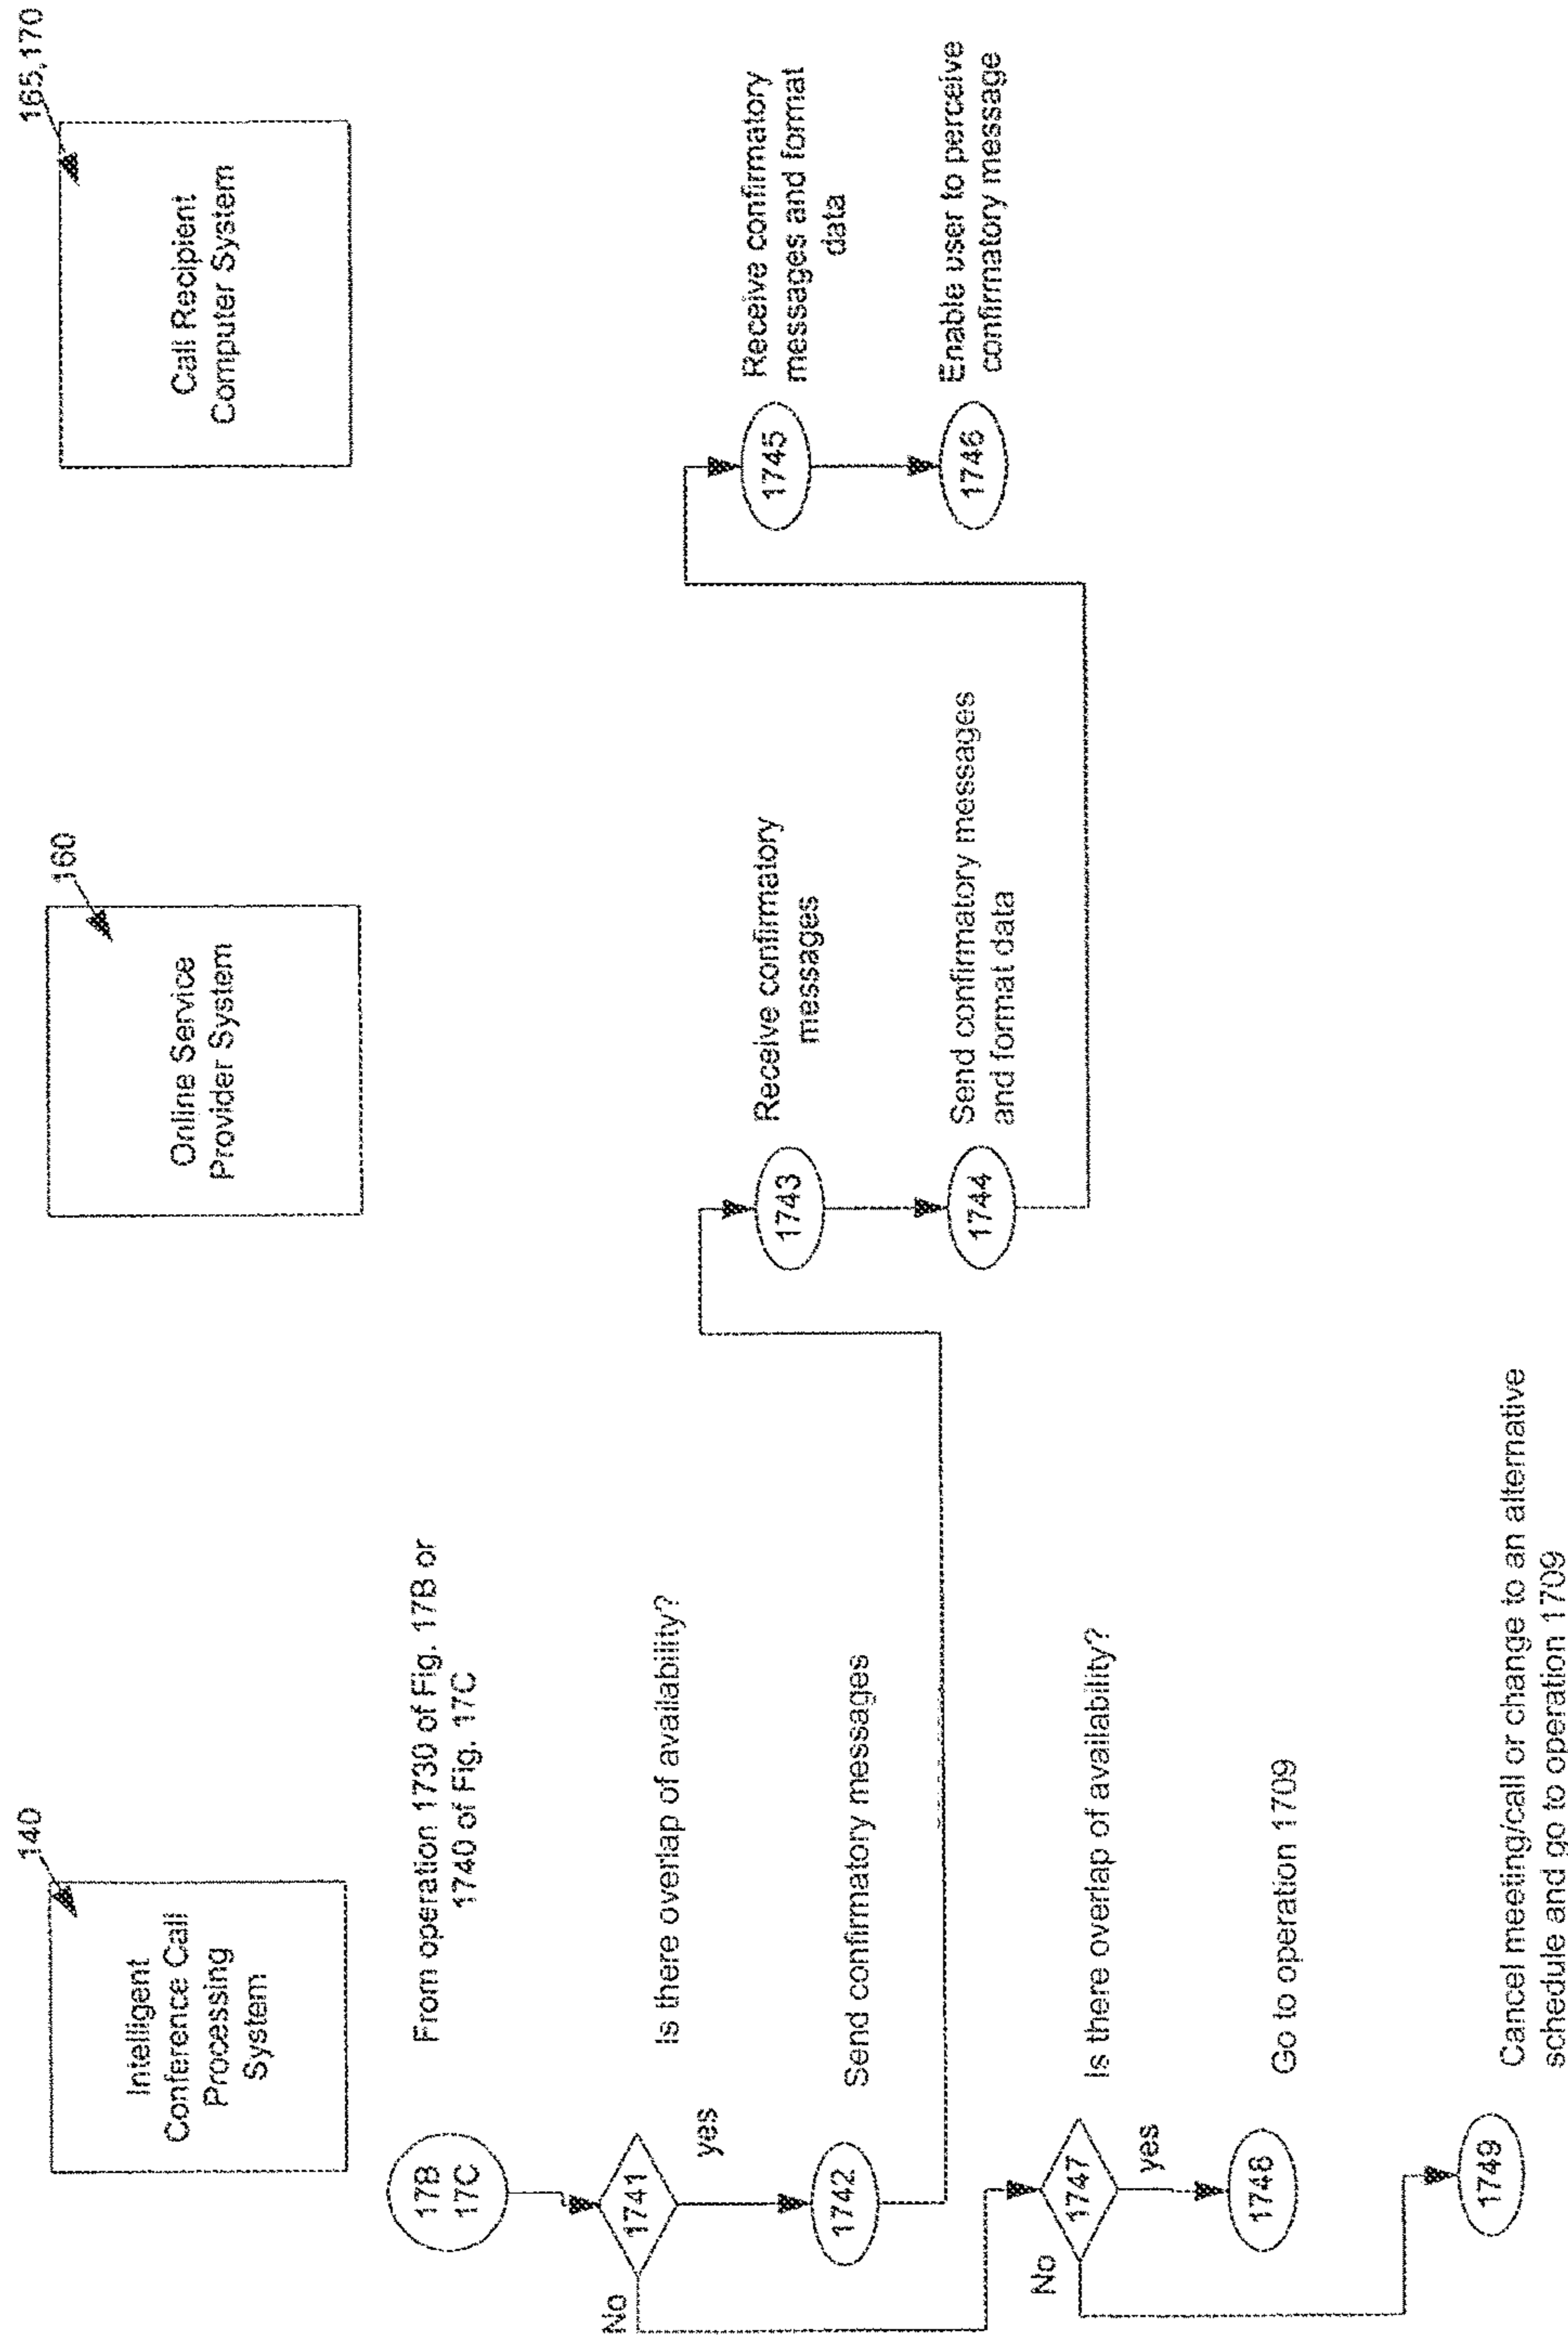 140
Intelligent
Conference Call
Processing
System
160
Online Service
Provider System
165,170
Call Recipient
Computer System
17B
17C
From operation 1730 of Fig. 17B or
1740 of Fig. 17C
1741
Is there overlap of availability?
yes
No
1742
Send confirmatory messages
1743
Receive confirmatory
messages
1744
Send confirmatory messages
and format data
1745
Receive confirmatory
messages and format
data
1746
Enable user to perceive
confirmatory message
1747
Is there overlap of availability?
yes
No
1748
Go to operation 1709
1749
Cancel meeting/call or change to an alternative
schedule and go to operation 1709